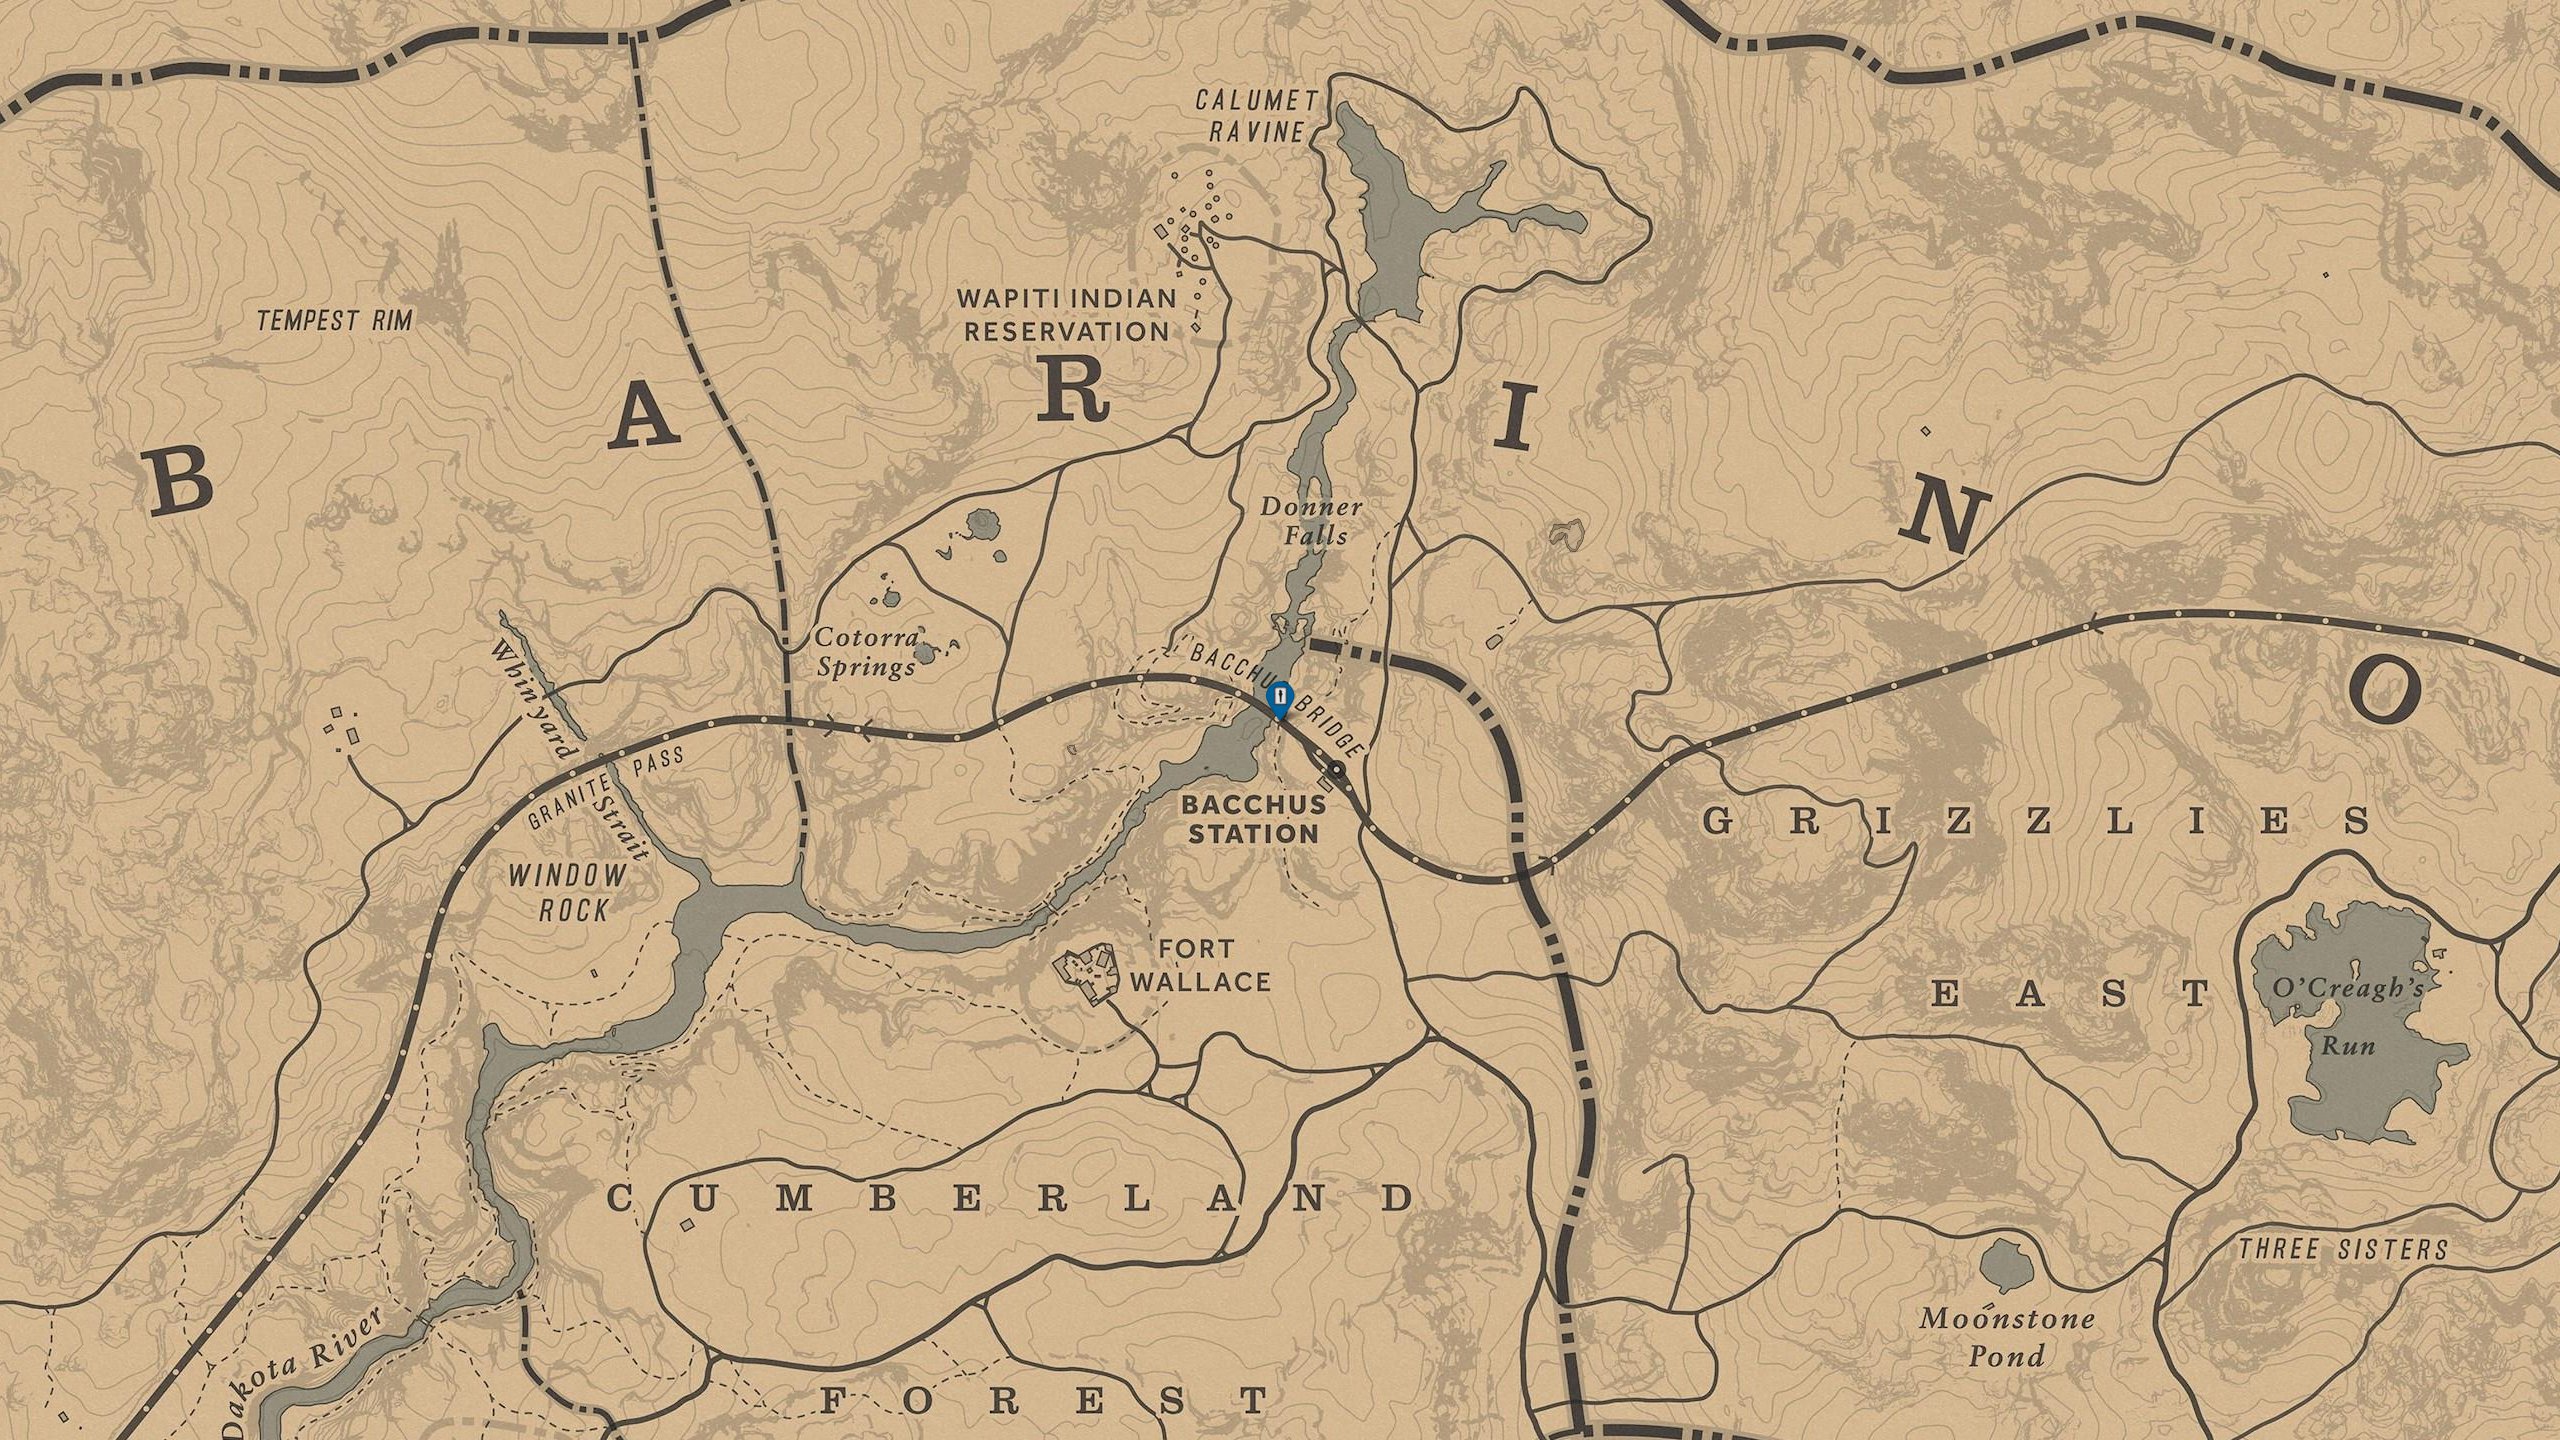 CALUMET
RAVINE
TEMPEST RIM
WAPITI INDIAN
RESERVATION
B A R I N O
Donner
Falls
Cotorra
Springs
Whinyard Strait
BACCHUS BRIDGE
GRANITE PASS
BACCHUS
STATION
GRIZZLIES
EAST
WINDOW
ROCK
FORT
WALLACE
O'Creagh's
Run
CUMBERLAND
FOREST
THREE SISTERS
Moonstone
Pond
Dakota River